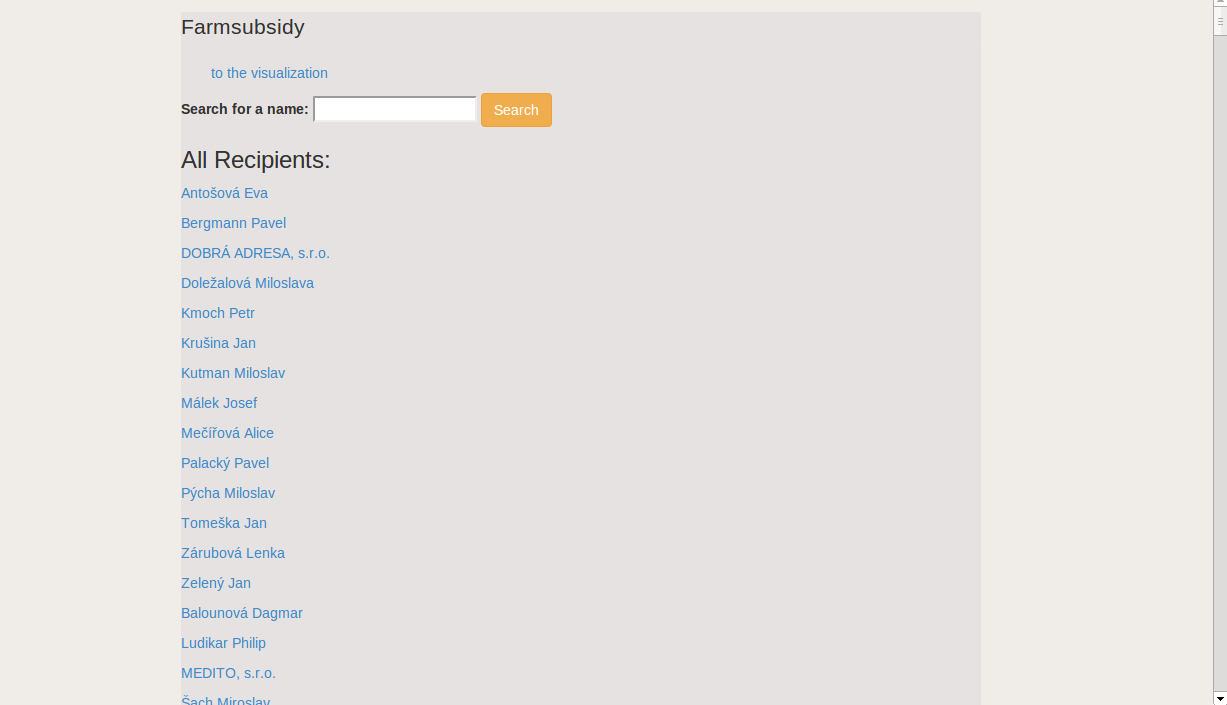 Farmsubsidy
to the visualization
Search for a name: Search
All Recipients:
Antošová Eva
Bergmann Pavel
DOBRÁ ADRESA, s.r.o.
Doležalová Miloslava
Kmoch Petr
Krušina Jan
Kutman Miloslav
Málek Josef
Mečířová Alice
Palacký Pavel
Pýcha Miloslav
Tomeška Jan
Zárubová Lenka
Zelený Jan
Balounová Dagmar
Ludikar Philip
MEDITO, s.r.o.
Šach Miroslav